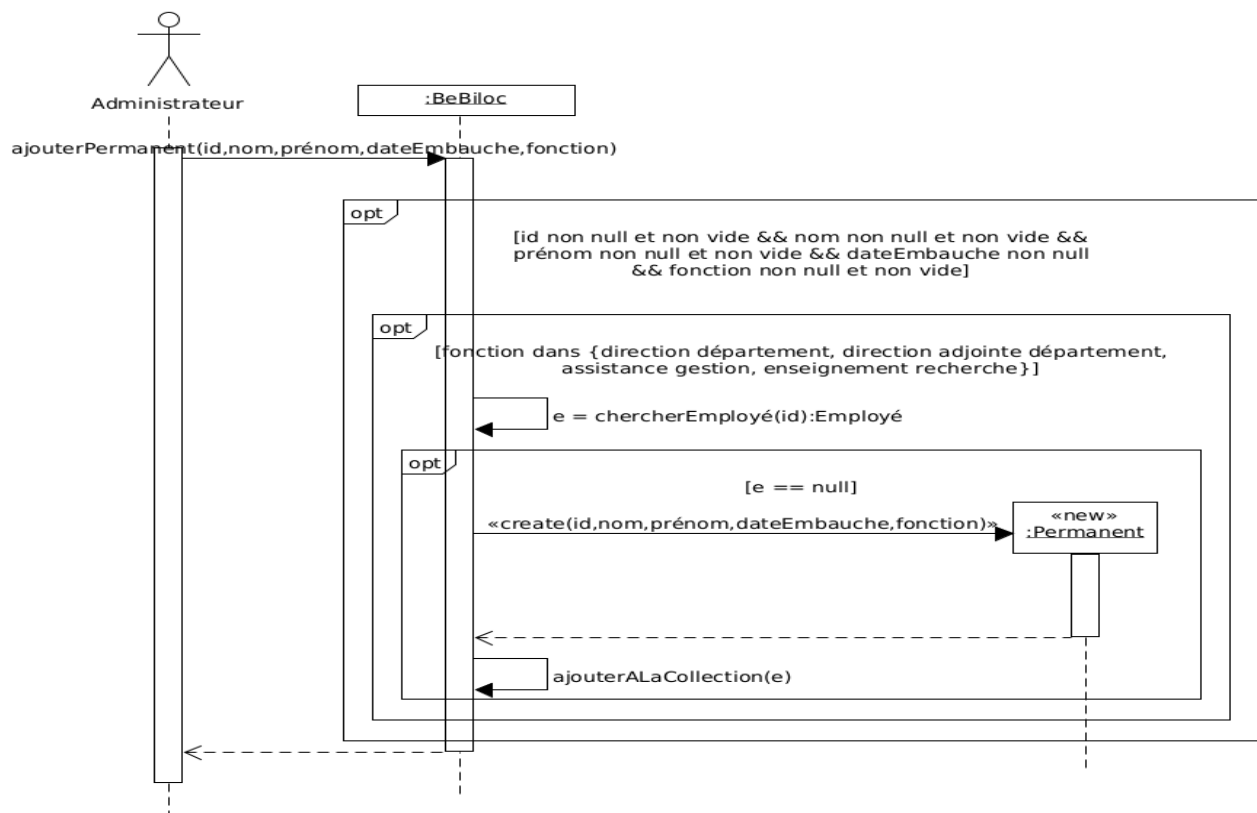 Administrateur
:BeBiloc
ajouterPermanent(id,nom,prénom,dateEmbauche,fonction)
opt
[id non null et non vide && nom non null et non vide &&
prénom non null et non vide && dateEmbauche non null
&& fonction non null et non vide]
opt
[fonction dans {direction département, direction adjointe département,
assistance gestion, enseignement recherche}]
e = chercherEmployé(id):Employé
opt
[e == null]
«create(id,nom,prénom,dateEmbauche,fonction)»
«new»
:Permanent
ajouterALaCollection(e)